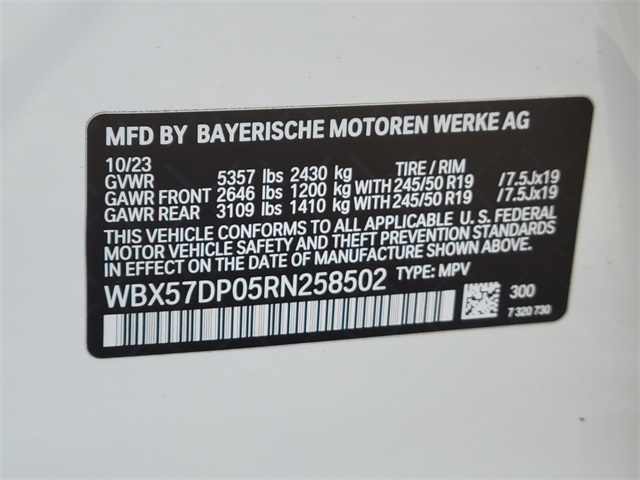 MFD BY BAYERISCHE MOTOREN WERKE AG
10/23
GVWR 5357 lbs 2430 kg TIRE / RIM
GAWR FRONT 2646 lbs 1200 kg WITH 245/50 R19 /7.5Jx19
GAWR REAR 3109 lbs 1410 kg WITH 245/50 R19 /7.5Jx19
THIS VEHICLE CONFORMS TO ALL APPLICABLE U. S. FEDERAL
MOTOR VEHICLE SAFETY AND THEFT PREVENTION STANDARDS
IN EFFECT ON THE DATE OF MANUFACTURE SHOWN ABOVE.
WBX57DP05RN258502 TYPE: MPV
300
7 320 730